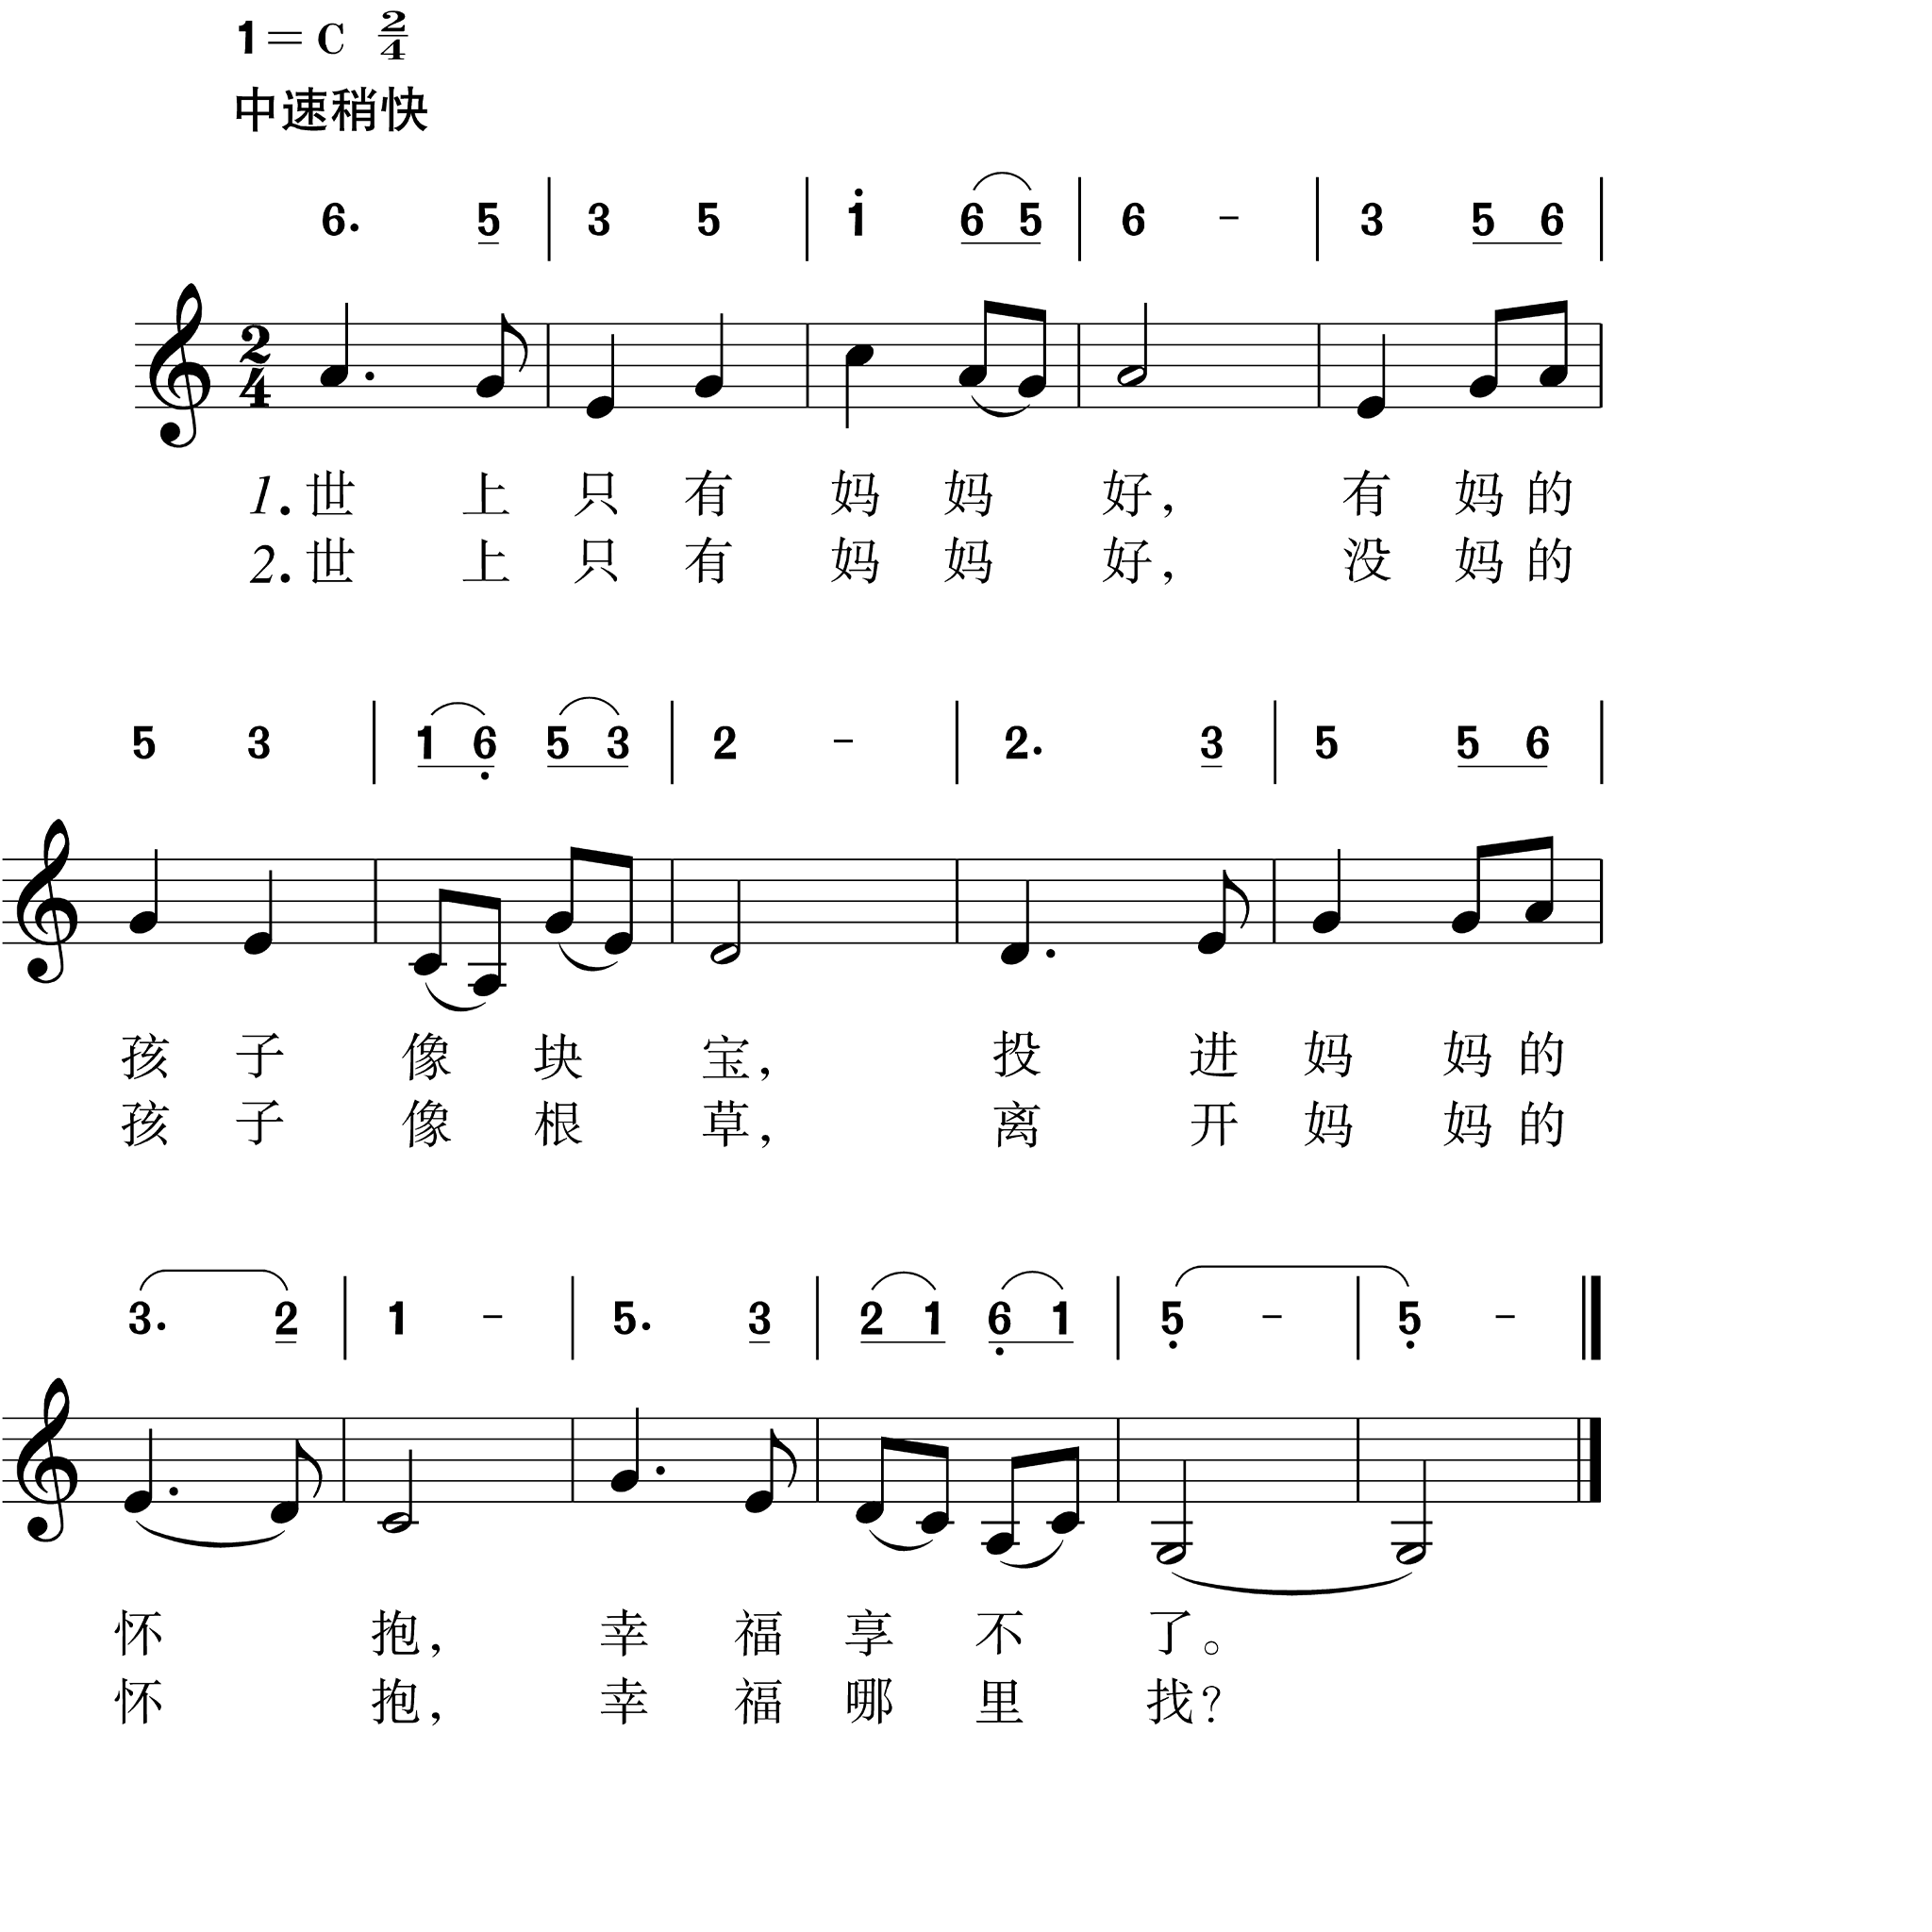 1=C 2/4
中速稍快
6. 5 | 3 5 | 1̇ 6 5 | 6 - | 3 5 6 |
2/4
1.世 上 只 有 妈 妈 好， 有 妈 的
2.世 上 只 有 妈 妈 好， 没 妈 的
5 3 | 1 6̣ 5 3 | 2 - | 2. 3 | 5 5 6 |
孩 子 像 块 宝， 投 进 妈 妈 的
孩 子 像 根 草， 离 开 妈 妈 的
3. 2 | 1 - | 5. 3 | 2 1 6̣ 1 | 5̣ - | 5̣ - ‖
怀 抱， 幸 福 享 不 了。
怀 抱， 幸 福 哪 里 找？